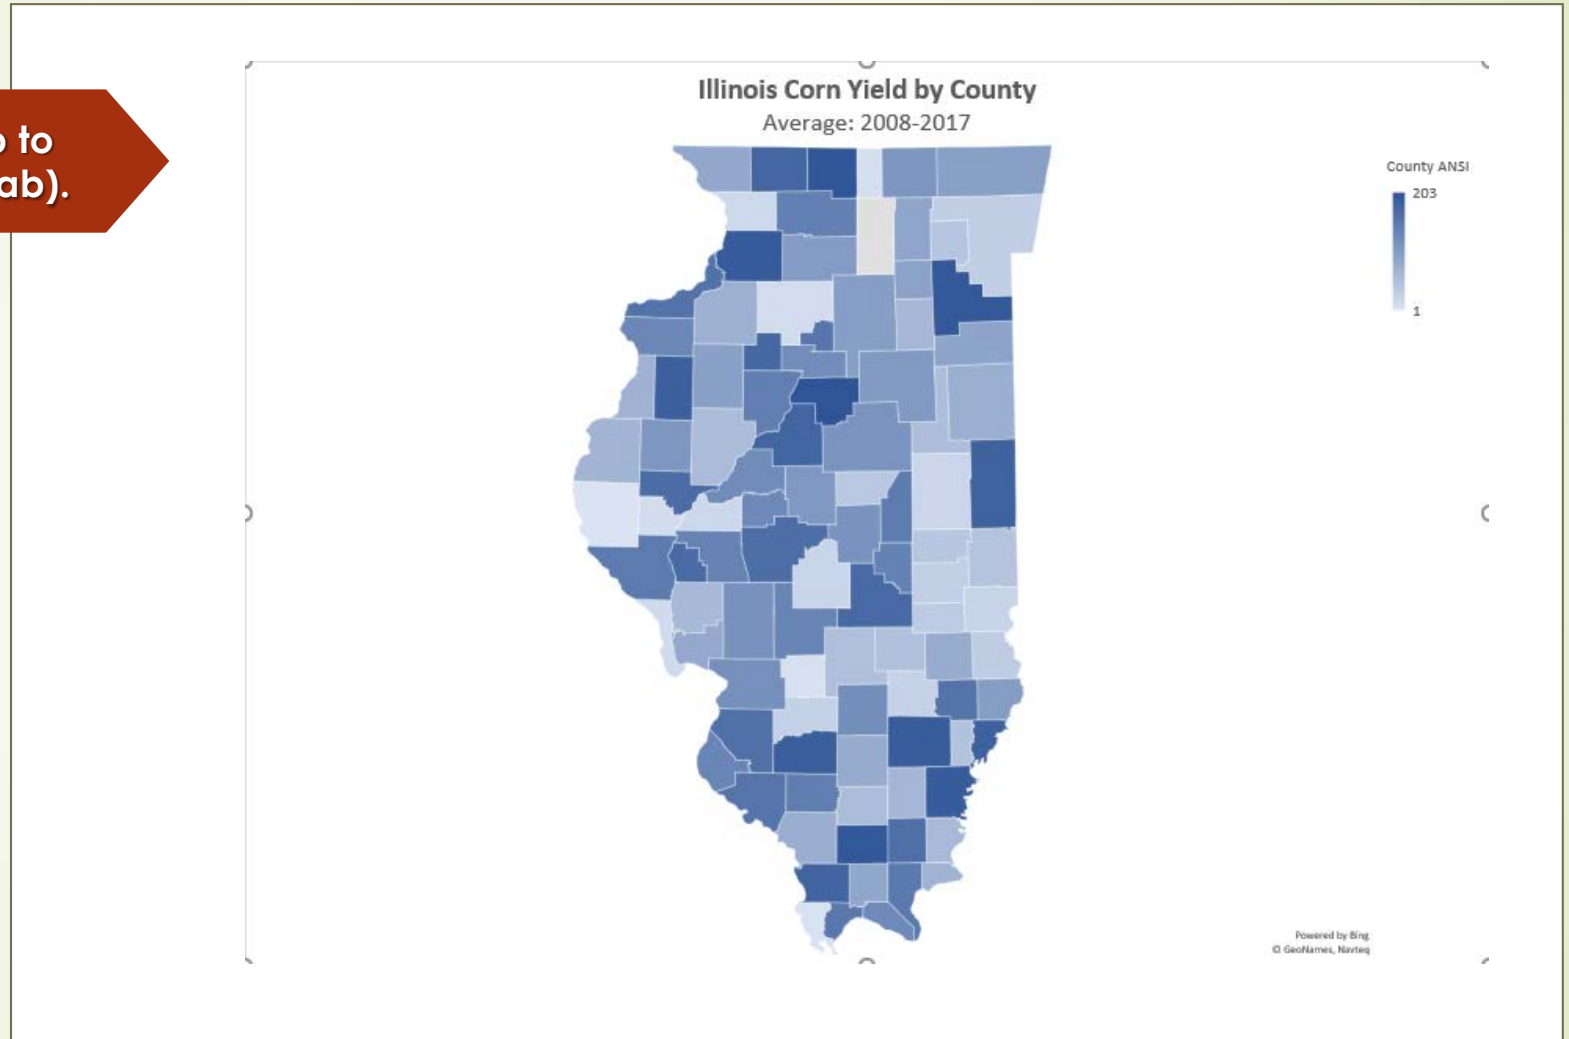 to
ab).
Illinois Corn Yield by County
Average: 2008-2017
County ANSI
203
1
Powered by Bing
© GeoNames, Navteq